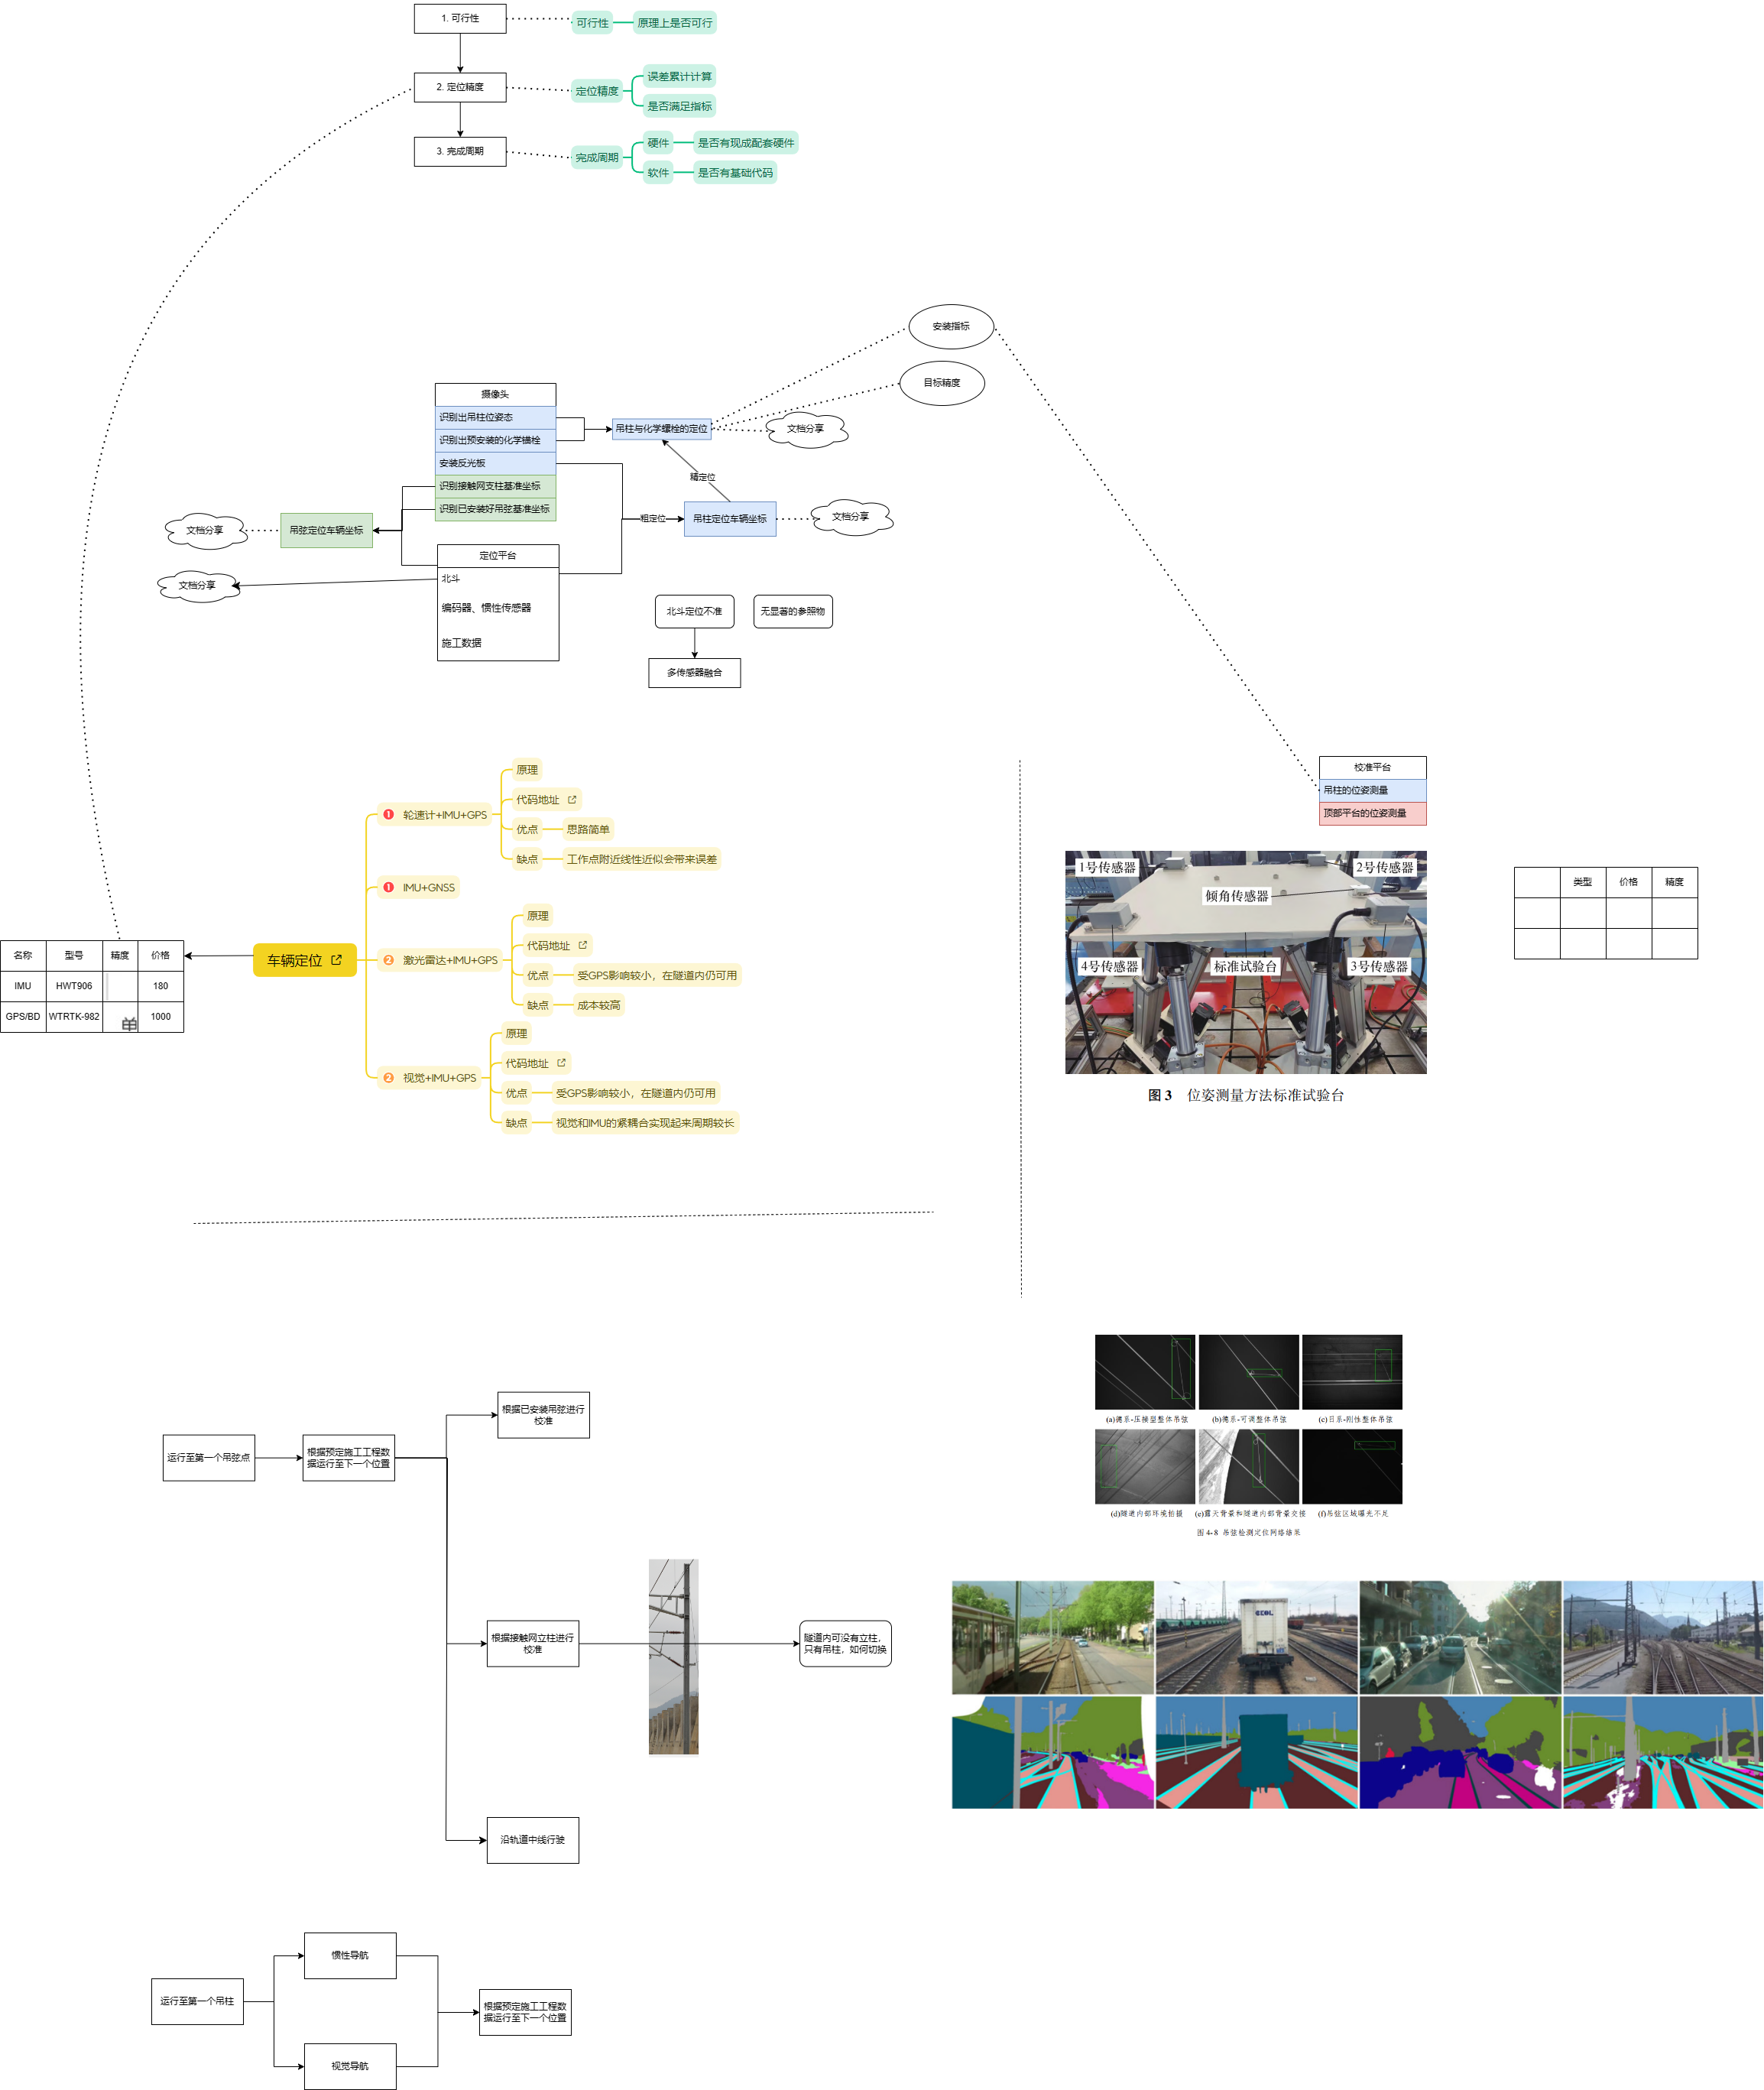 1. 可行性
可行性
原理上是否可行
2. 定位精度
定位精度
误差累计计算
是否满足指标
3. 完成周期
完成周期
硬件
是否有现成配套硬件
软件
是否有基础代码
安装指标
目标精度
摄像头
识别出吊柱位姿态
识别出预安装的化学锚栓
安装反光板
识别接触网支柱基准坐标
识别已安装好吊弦基准坐标
吊柱与化学螺栓的定位
文档分享
精定位
粗定位
吊柱定位车辆坐标
文档分享
文档分享
吊弦定位车辆坐标
文档分享
定位平台
北斗
编码器、惯性传感器
施工数据
北斗定位不准
无显著的参照物
多传感器融合
校准平台
吊柱的位姿测量
顶部平台的位姿测量
车辆定位
1 轮速计+IMU+GPS
原理
代码地址
优点
思路简单
缺点
工作点附近线性近似会带来误差
1 IMU+GNSS
2 激光雷达+IMU+GPS
原理
代码地址
优点
受GPS影响较小，在隧道内仍可用
缺点
成本较高
2 视觉+IMU+GPS
原理
代码地址
优点
受GPS影响较小，在隧道内仍可用
缺点
视觉和IMU的紧耦合实现起来周期较长
名称 型号 精度 价格
IMU HWT906 180
GPS/BD WTRTK-982 单 1000
1号传感器
2号传感器
倾角传感器
4号传感器
标准试验台
3号传感器
图3 位姿测量方法标准试验台
类型 价格 精度
(a)德系-压接型整体吊弦
(b)德系-可调整体吊弦
(c)日系-刚性整体吊弦
(d)隧道内部环境拍摄
(e)露天背景和隧道内部背景交接
(f)吊弦区域曝光不足
图 4-8 吊弦检测定位网络结果
运行至第一个吊弦点
根据预定施工工程数
据运行至下一个位置
根据已安装吊弦进行
校准
根据接触网立柱进行
校准
隧道内可没有立柱，
只有吊柱，如何切换
沿轨道中线行驶
运行至第一个吊柱
惯性导航
视觉导航
根据预定施工工程数
据运行至下一个位置